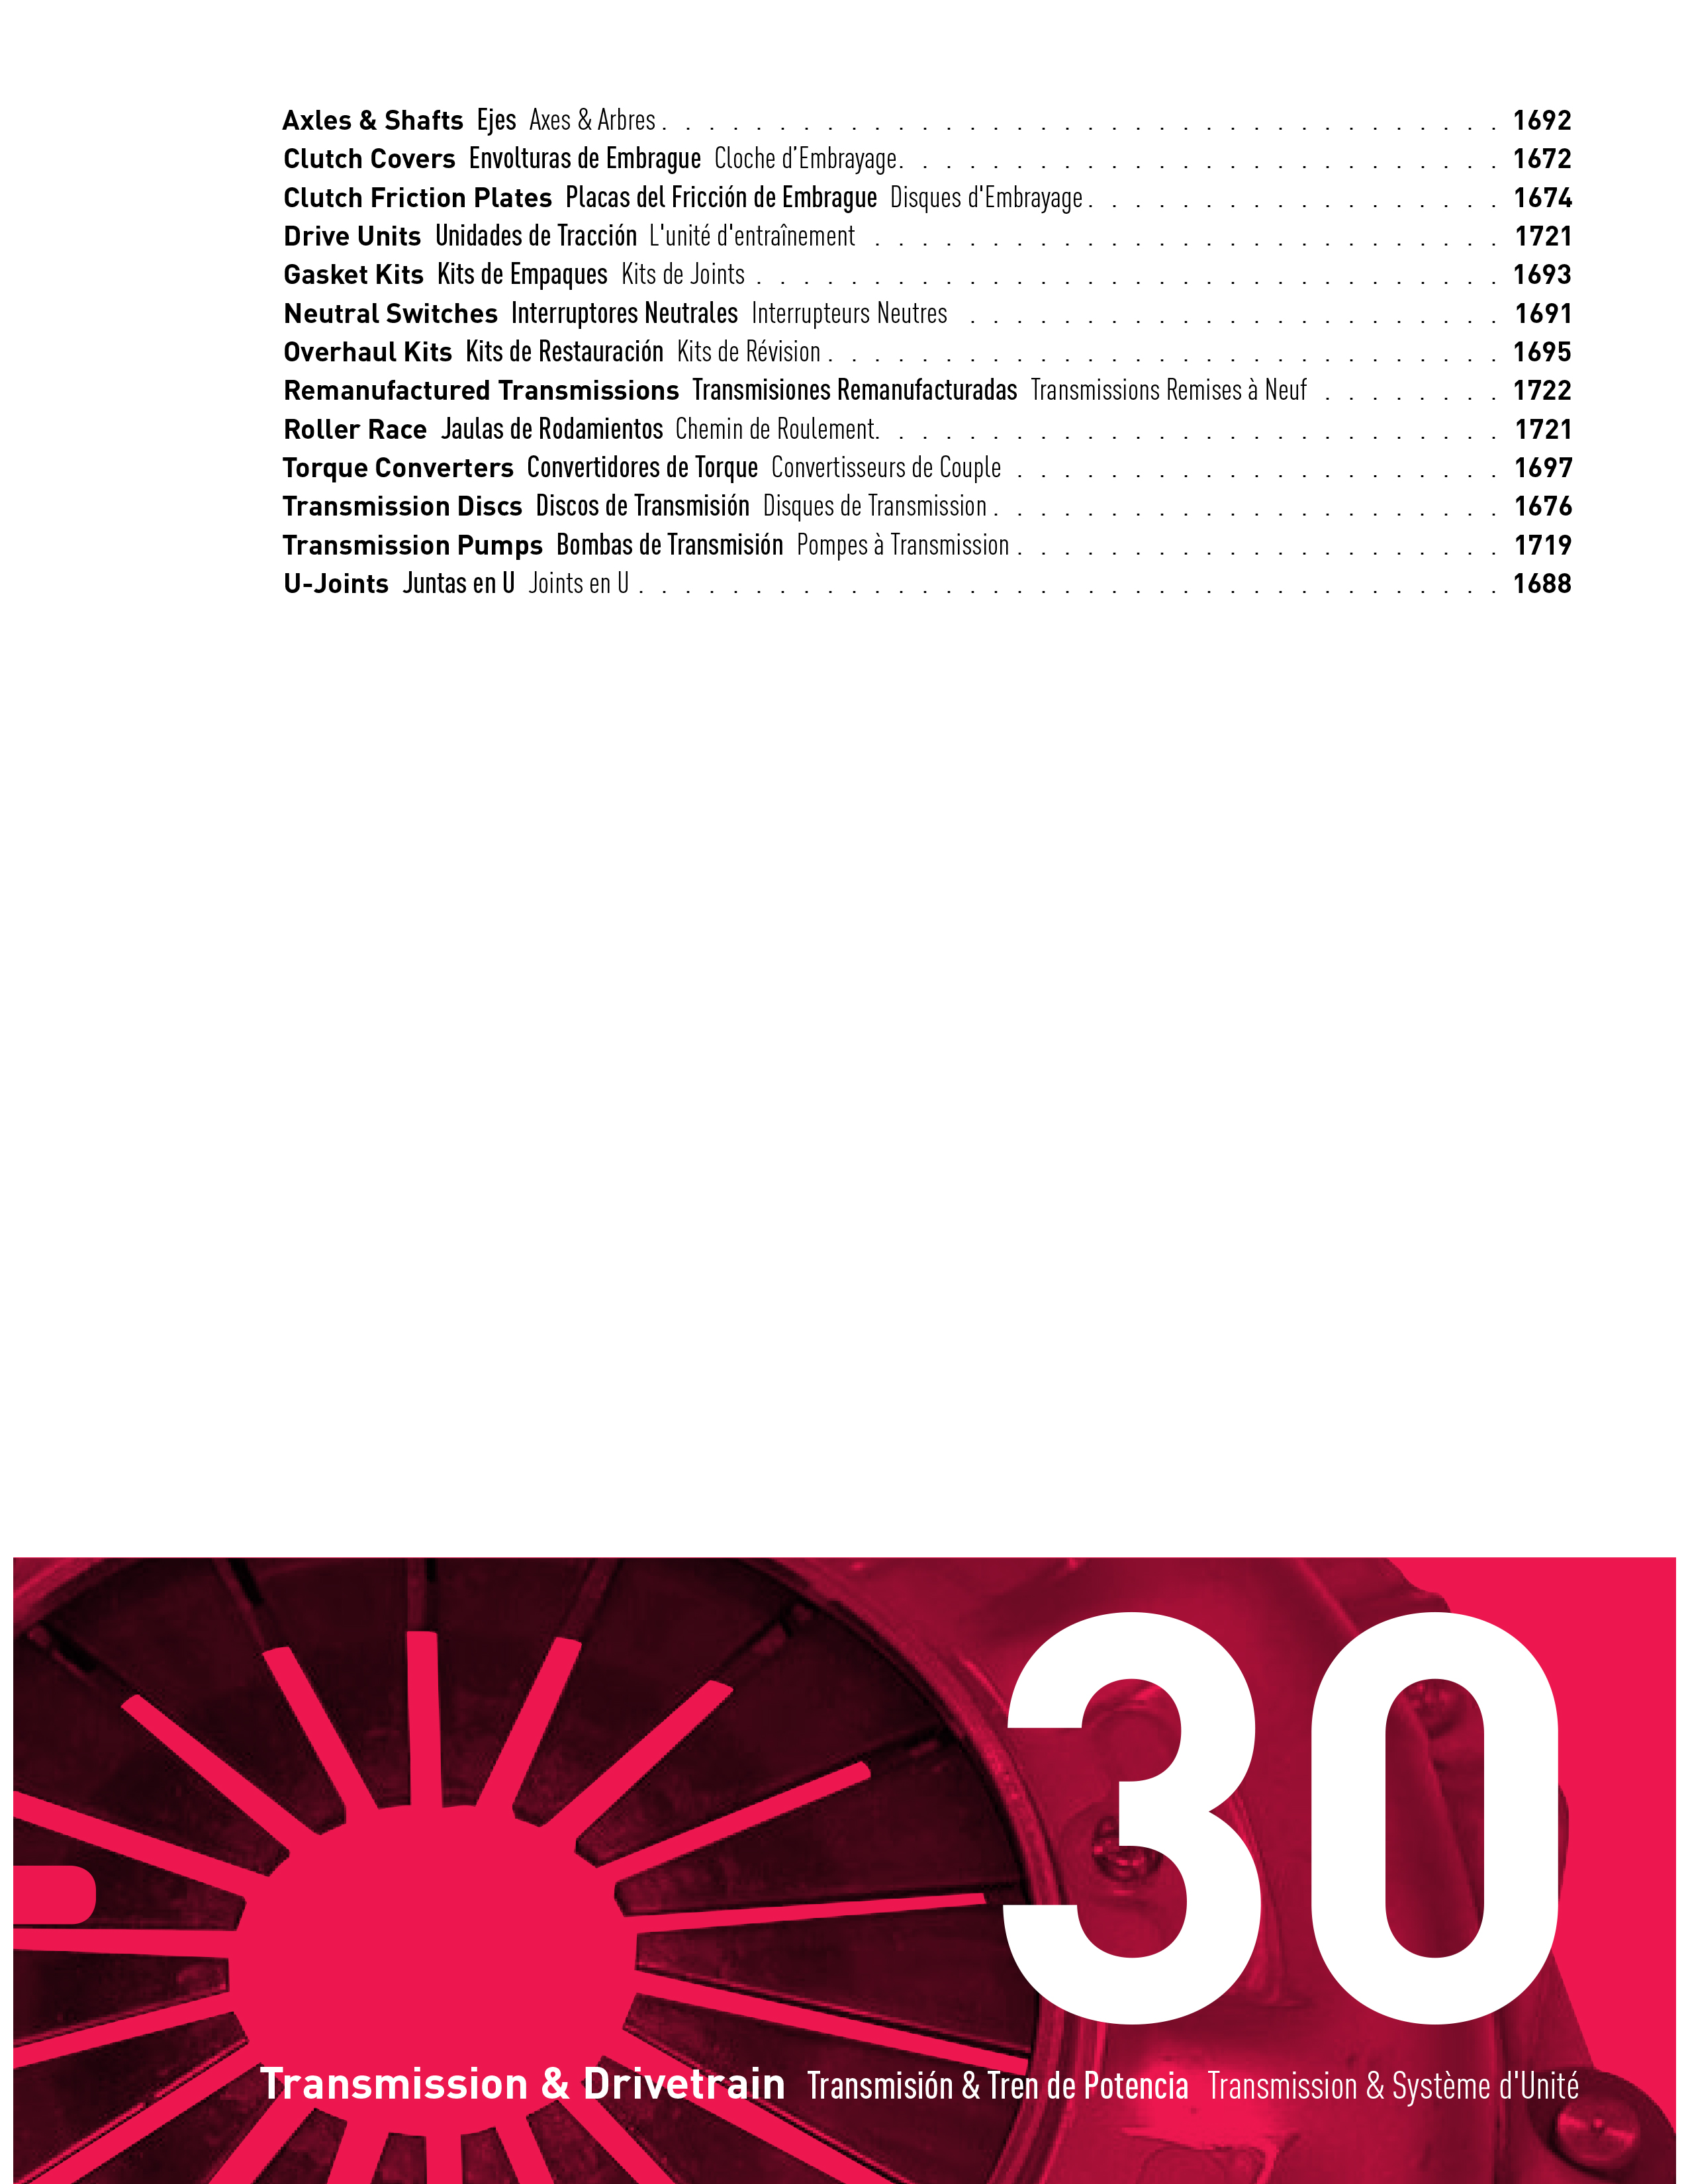 Axles & Shafts Ejes Axes & Arbres . . . . . . . . . . . . . . . . . . . . . . . . . . . . . . . . . . . . 1692
Clutch Covers Envolturas de Embrague Cloche d’Embrayage. . . . . . . . . . . . . . . . . . . . . . . . . . 1672
Clutch Friction Plates Placas del Fricción de Embrague Disques d'Embrayage . . . . . . . . . . . . . . . . . . 1674
Drive Units Unidades de Tracción L'unité d'entraînement . . . . . . . . . . . . . . . . . . . . . . . . . . . 1721
Gasket Kits Kits de Empaques Kits de Joints . . . . . . . . . . . . . . . . . . . . . . . . . . . . . . . . 1693
Neutral Switches Interruptores Neutrales Interrupteurs Neutres . . . . . . . . . . . . . . . . . . . . . . . 1691
Overhaul Kits Kits de Restauración Kits de Révision . . . . . . . . . . . . . . . . . . . . . . . . . . . . . 1695
Remanufactured Transmissions Transmisiones Remanufacturadas Transmissions Remises à Neuf . . . . . . . . 1722
Roller Race Jaulas de Rodamientos Chemin de Roulement. . . . . . . . . . . . . . . . . . . . . . . . . . . 1721
Torque Converters Convertidores de Torque Convertisseurs de Couple . . . . . . . . . . . . . . . . . . . . . 1697
Transmission Discs Discos de Transmisión Disques de Transmission . . . . . . . . . . . . . . . . . . . . . . 1676
Transmission Pumps Bombas de Transmisión Pompes à Transmission . . . . . . . . . . . . . . . . . . . . . 1719
U-Joints Juntas en U Joints en U . . . . . . . . . . . . . . . . . . . . . . . . . . . . . . . . . . . . . 1688
30
Transmission & Drivetrain Transmisión & Tren de Potencia Transmission & Système d'Unité